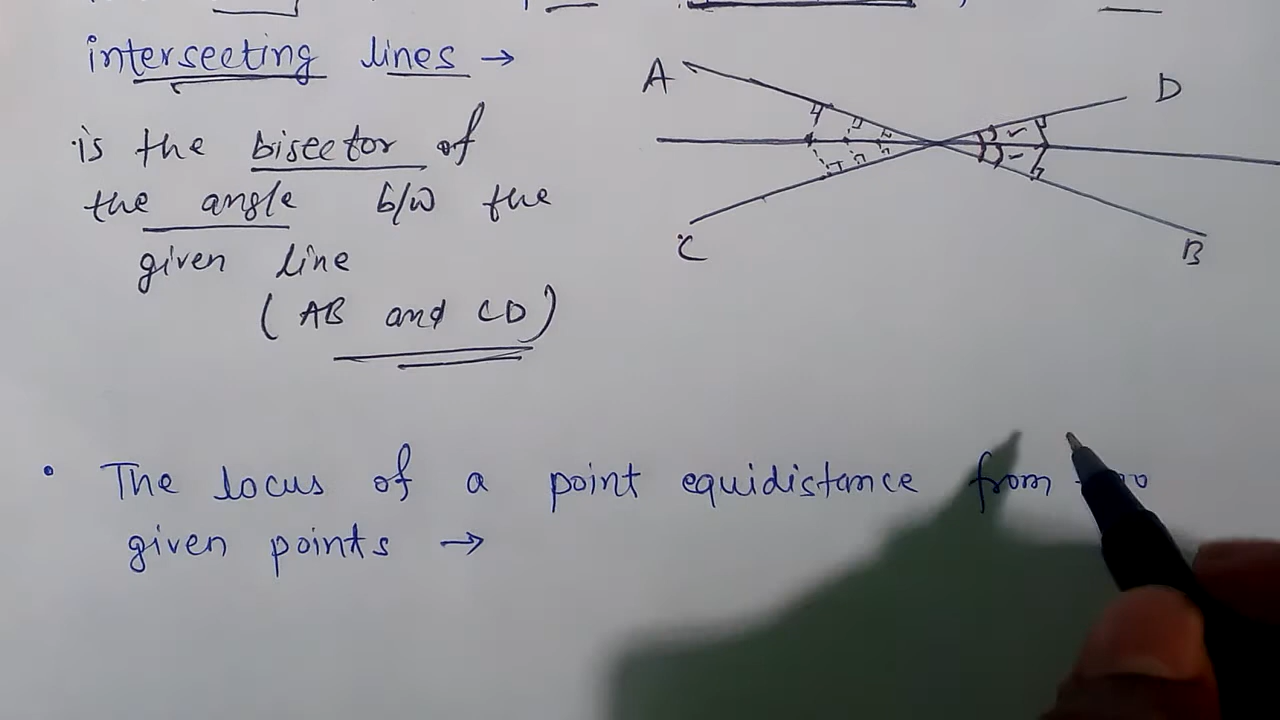 intersecting lines →
A
D
is the bisector of
the angle b/w the
given line
C
B
(AB and CD)
• The locus of a point equidistance from
given points →